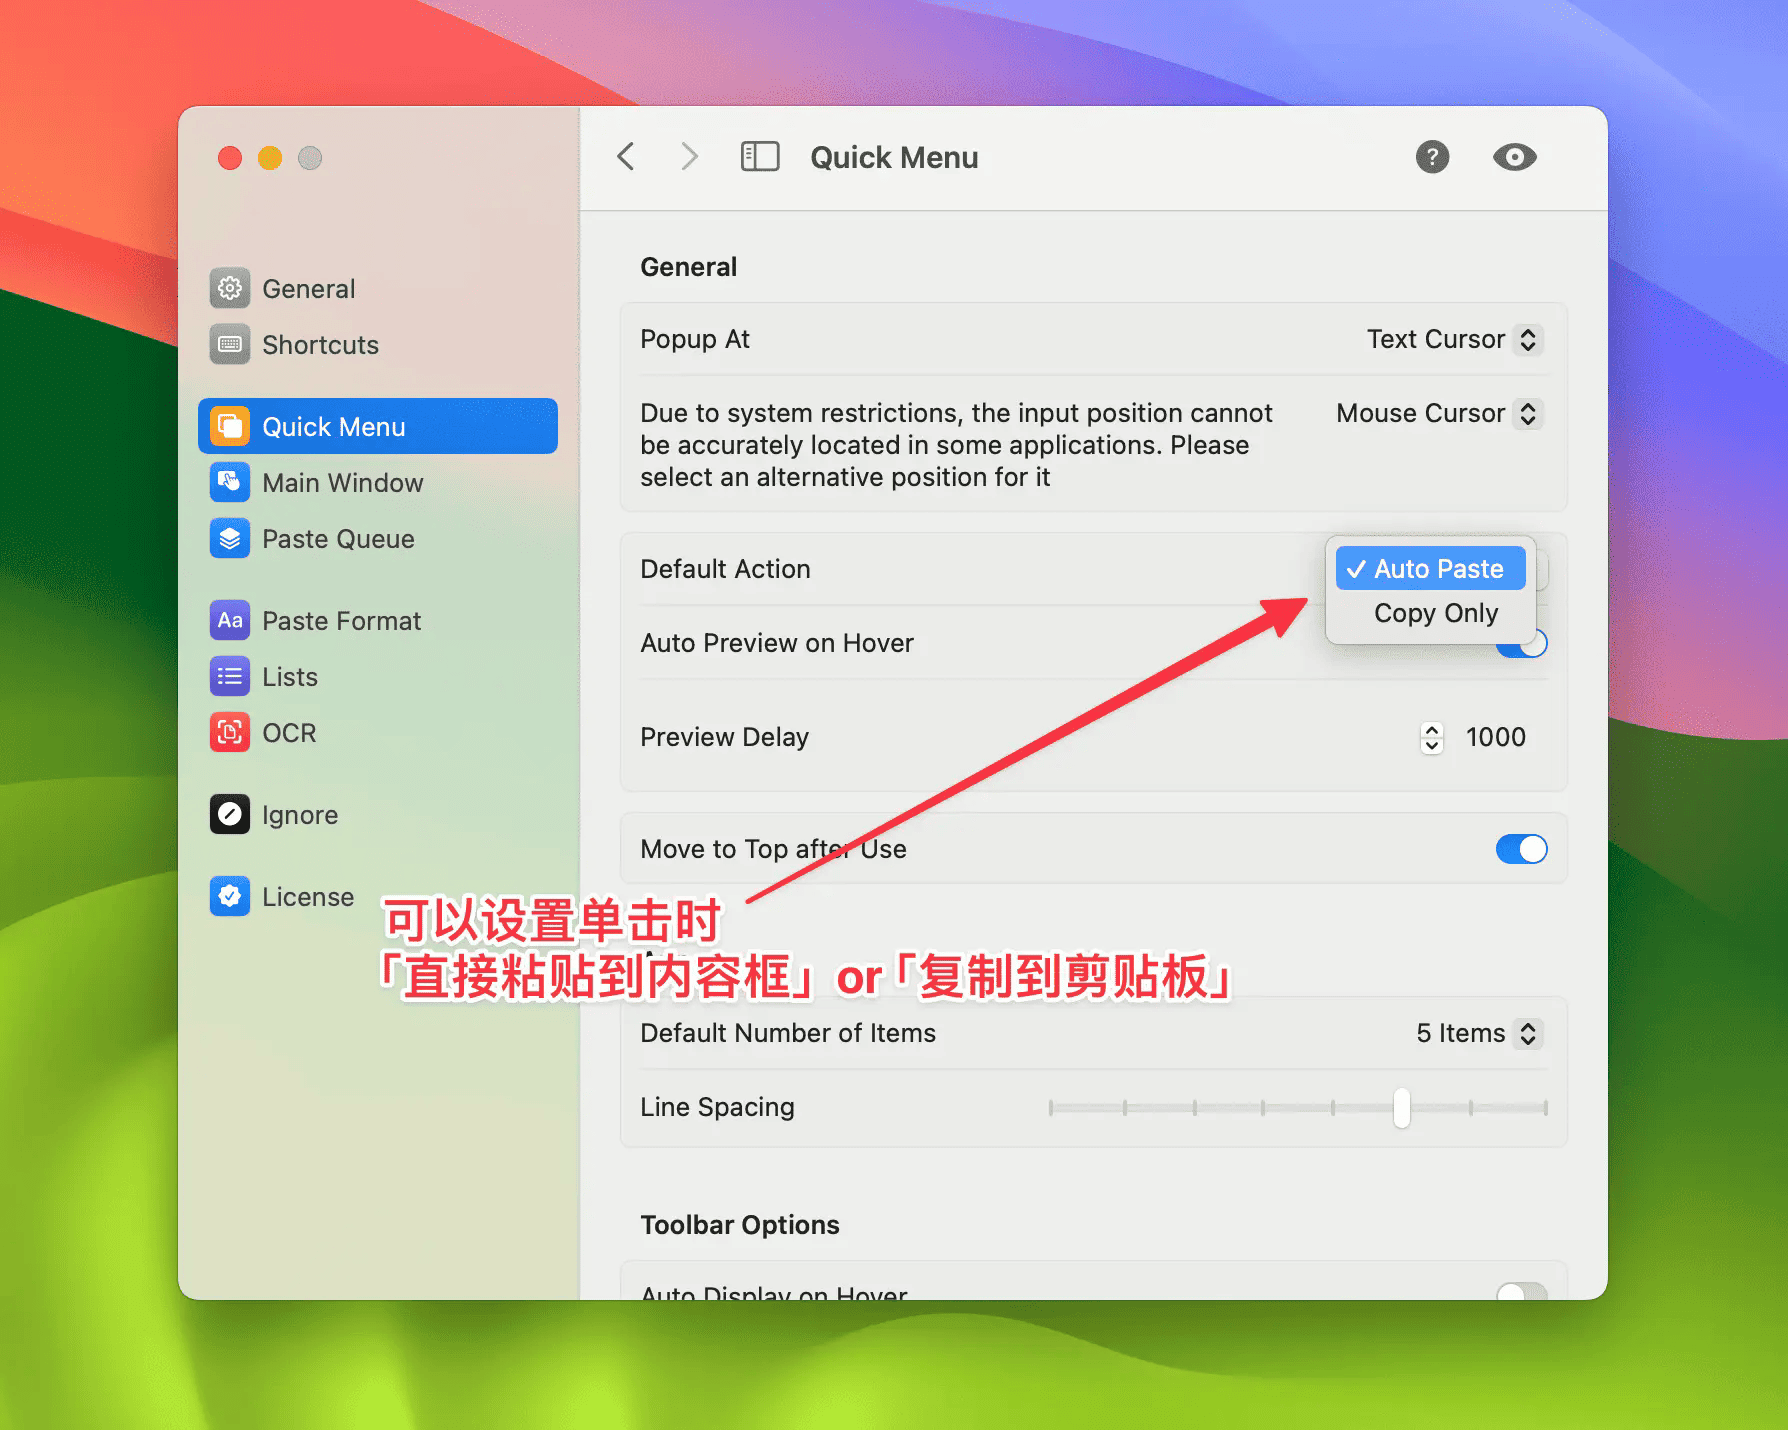 Quick Menu
?
General
Shortcuts
Quick Menu
Main Window
Paste Queue
Aa Paste Format
Lists
OCR
Ignore
License
General
Popup At Text Cursor
Due to system restrictions, the input position cannot
be accurately located in some applications. Please
select an alternative position for it
Mouse Cursor
Default Action
Auto Paste
Copy Only
Auto Preview on Hover
Preview Delay 1000
Move to Top after Use
可以设置单击时
「直接粘贴到内容框」or「复制到剪贴板」
Default Number of Items 5 Items
Line Spacing
Toolbar Options
Auto Display on Hover